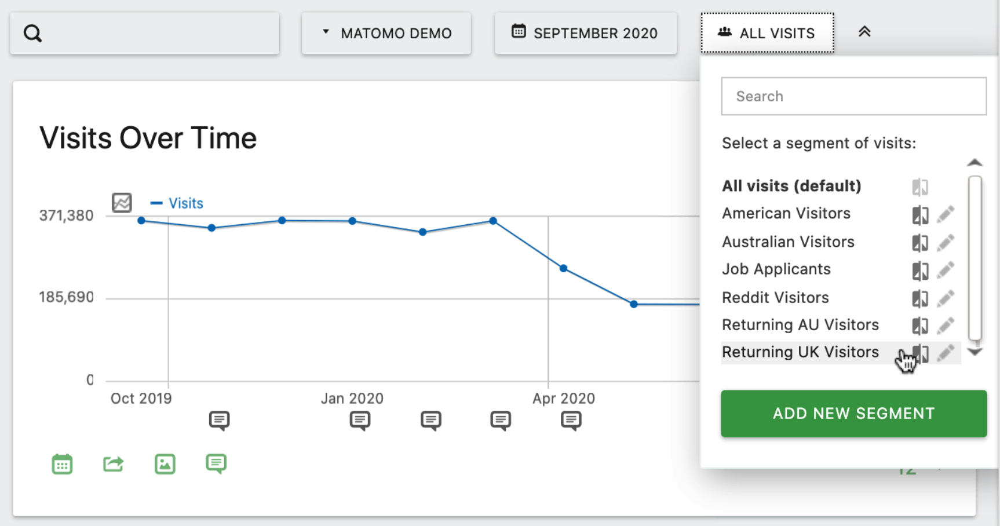 MATOMO DEMO
SEPTEMBER 2020
ALL VISITS
Visits Over Time
Visits
371,380
185,690
0
Oct 2019
Jan 2020
Apr 2020
Search
Select a segment of visits:
All visits (default)
American Visitors
Australian Visitors
Job Applicants
Reddit Visitors
Returning AU Visitors
Returning UK Visitors
ADD NEW SEGMENT